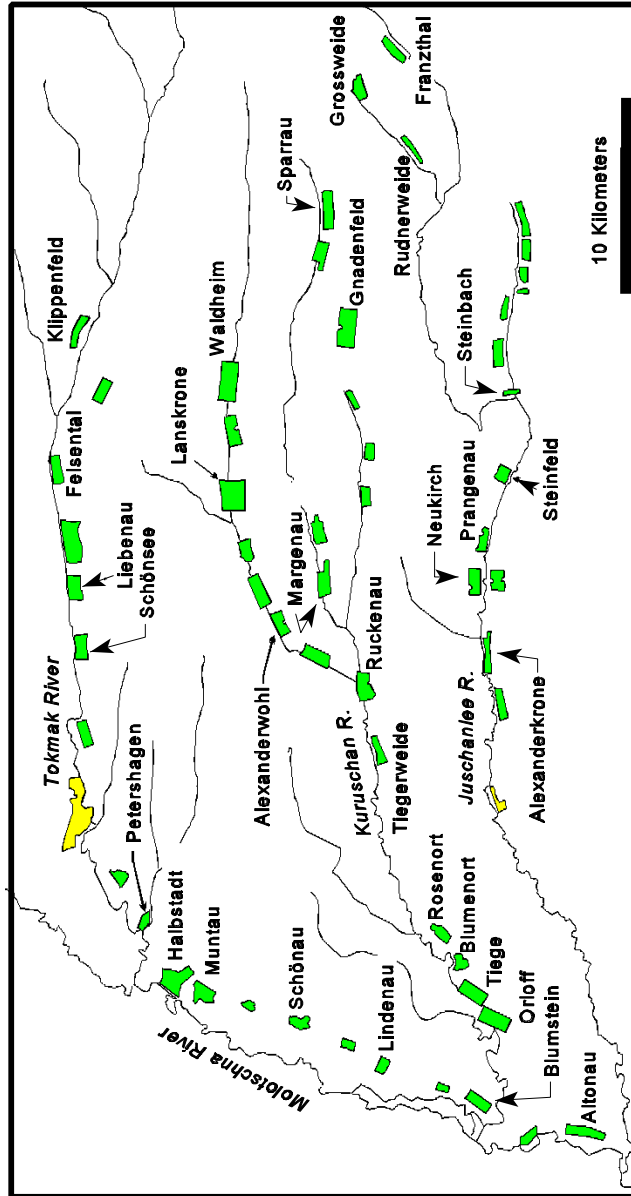 Tokmak River
Klippenfeld
Felsental
Liebenau
Petershagen
Schönsee
Halbstadt
Lanskrone
Muntau
Waldheim
Molotschna River
Alexanderwohl
Sparrau
Margenau
Schönau
Grossweide
Kuruschan R.
Gnadenfeld
Ruckenau
Lindenau
Tiegerweide
Rudnerweide
Franzthal
Rosenort
Neukirch
Blumenort
Juschanlee R.
Prangenau
Steinbach
Tiege
Orloff
Alexanderkrone
Blumstein
Steinfeld
Altonau
10 Kilometers